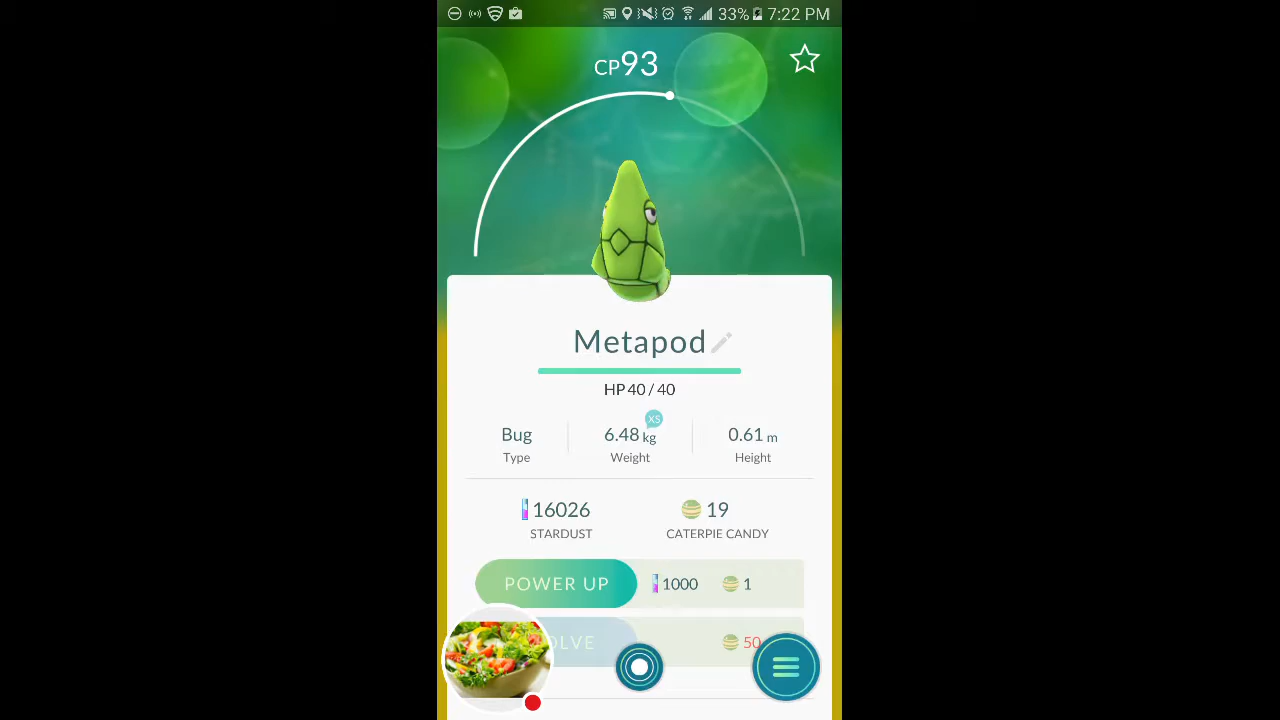 33% 7:22 PM
CP93
Metapod
HP 40 / 40
XS
Bug 6.48 kg 0.61 m
Type Weight Height
16026 19
STARDUST CATERPIE CANDY
POWER UP 1000 1
OLVE 50